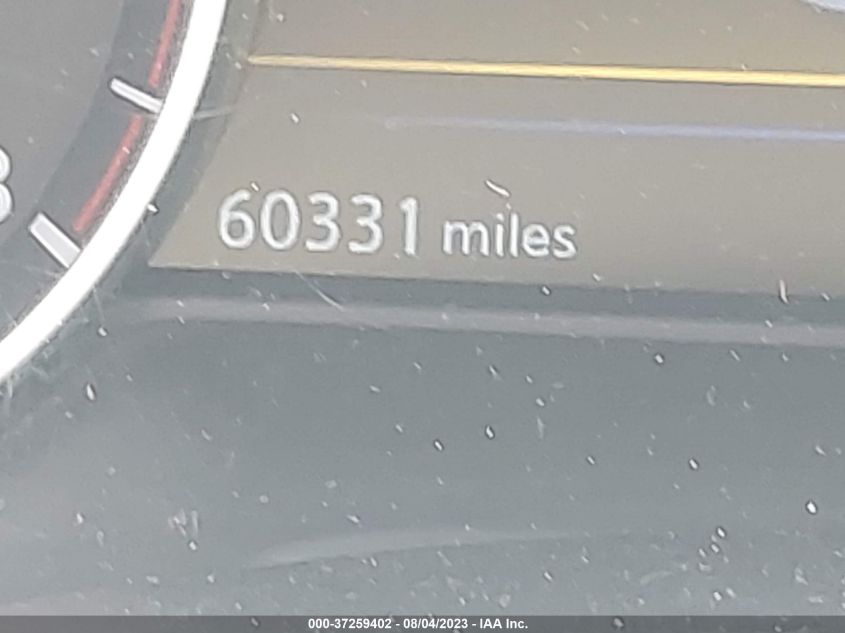 60331 miles
000-37259402 - 08/04/2023 - IAA Inc.